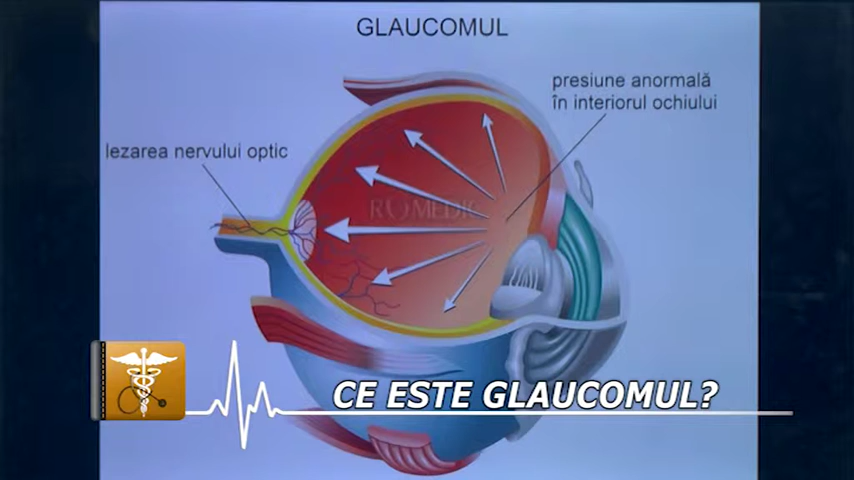 GLAUCOMUL
presiune anormală
în interiorul ochiului
lezarea nervului optic
ROMEDIC
CE ESTE GLAUCOMUL?